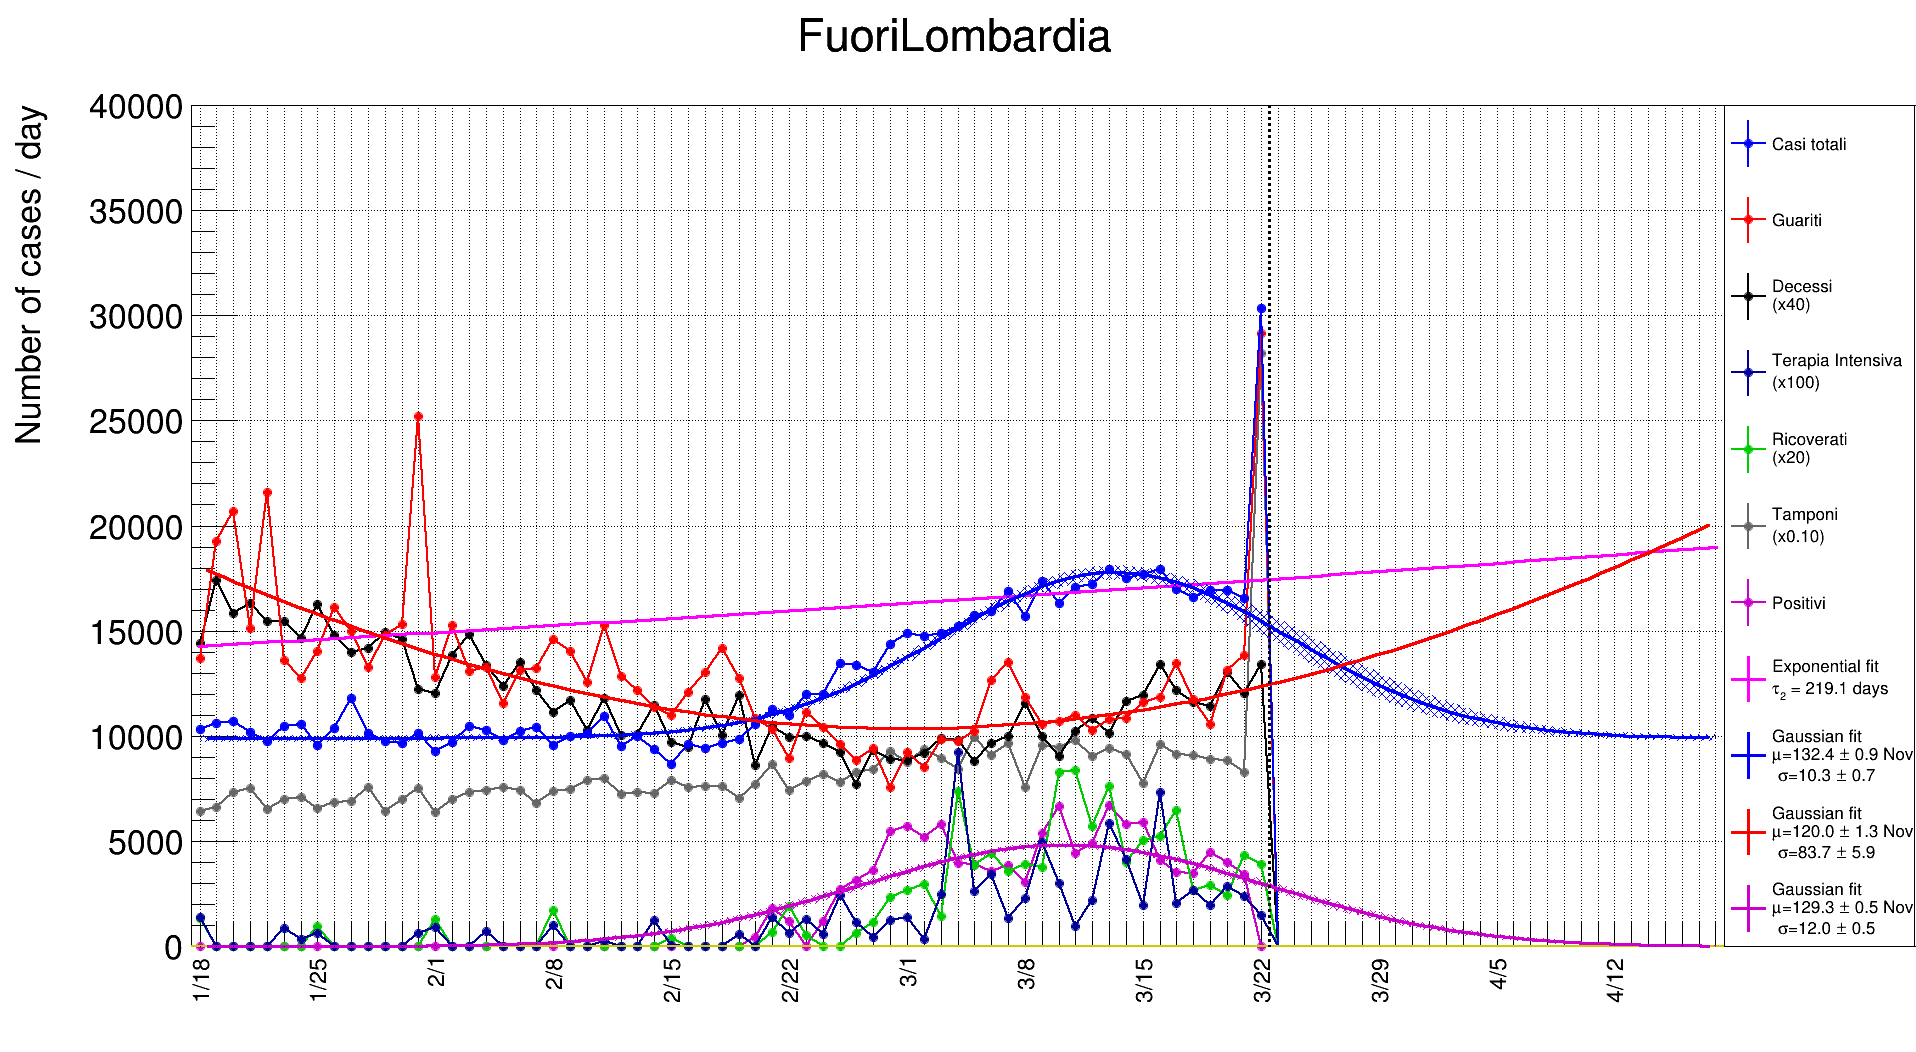 FuoriLombardia
Number of cases / day
40000
35000
30000
25000
20000
15000
10000
5000
0
1/18
1/25
2/1
2/8
2/15
2/22
3/1
3/8
3/15
3/22
3/29
4/5
4/12
Casi totali
Guariti
Decessi
(x40)
Terapia Intensiva
(x100)
Ricoverati
(x20)
Tamponi
(x0.10)
Positivi
Exponential fit
τ2 = 219.1 days
Gaussian fit
μ=132.4 ± 0.9 Nov
σ=10.3 ± 0.7
Gaussian fit
μ=120.0 ± 1.3 Nov
σ=83.7 ± 5.9
Gaussian fit
μ=129.3 ± 0.5 Nov
σ=12.0 ± 0.5